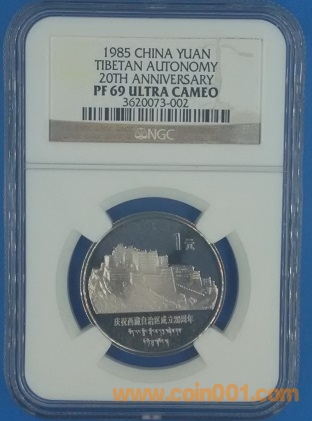 1985 CHINA YUAN
TIBETAN AUTONOMY
20TH ANNIVERSARY
PF 69 ULTRA CAMEO
3620073-002
NGC
1元
庆祝西藏自治区成立20周年
www.coin001.com